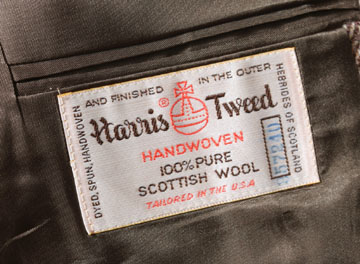 DYED, SPUN, HANDWOVEN
AND FINISHED
IN THE OUTER
HEBRIDES OF SCOTLAND
Harris Tweed
®
HANDWOVEN
100% PURE
SCOTTISH WOOL
TAILORED IN THE U.S.A